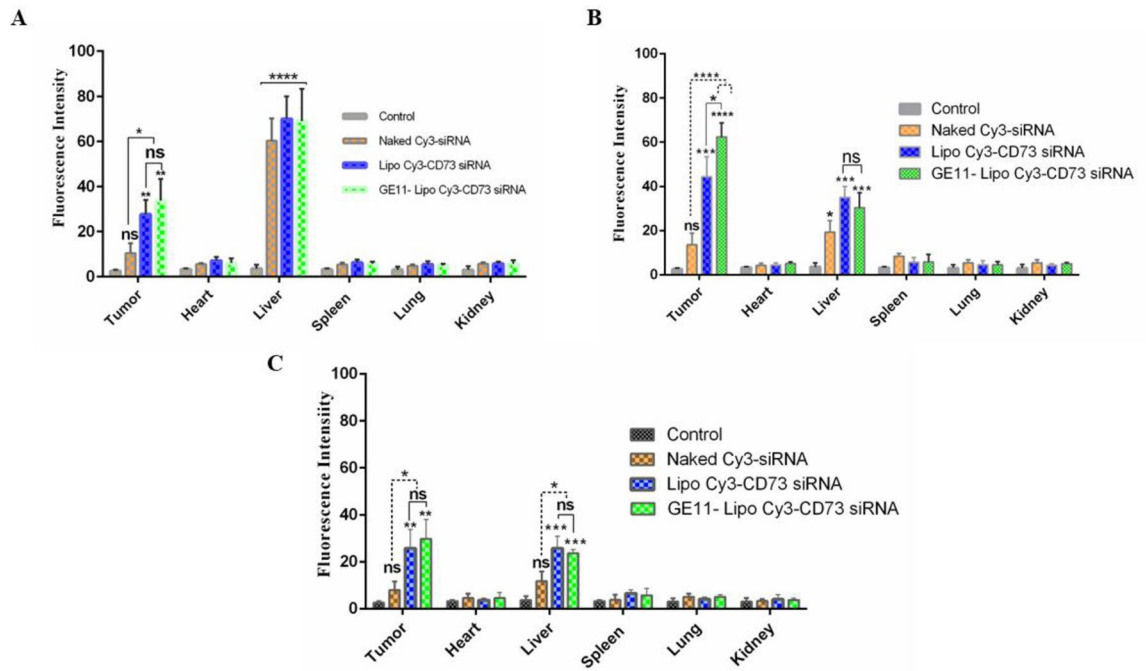 A
Fluorescence Intensity
100
80
60
40
20
0
*
ns
ns
**
**
****
Control
Naked Cy3-siRNA
Lipo Cy3-CD73 siRNA
GE11- Lipo Cy3-CD73 siRNA
Tumor
Heart
Liver
Spleen
Lung
Kidney
B
Fluorescence Intensity
100
80
60
40
20
0
****
*
****
***
ns
ns
***
***
*
Control
Naked Cy3-siRNA
Lipo Cy3-CD73 siRNA
GE11- Lipo Cy3-CD73 siRNA
Tumor
Heart
Liver
Spleen
Lung
Kidney
C
Fluorescence Intensiity
100
80
60
40
20
0
*
ns
**
**
ns
*
ns
***
***
ns
Control
Naked Cy3-siRNA
Lipo Cy3-CD73 siRNA
GE11- Lipo Cy3-CD73 siRNA
Tumor
Heart
Liver
Spleen
Lung
Kidney